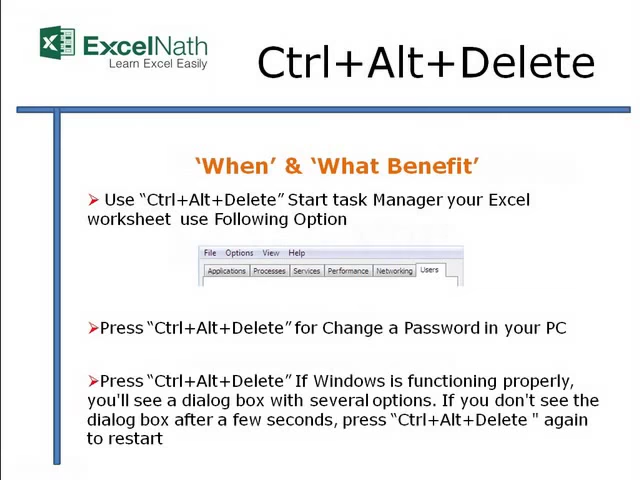 ExcelNath
Learn Excel Easily
Ctrl+Alt+Delete
‘When’ & ‘What Benefit’
Use “Ctrl+Alt+Delete” Start task Manager your Excel
worksheet use Following Option
File Options View Help
Applications Processes Services Performance Networking Users
Press “Ctrl+Alt+Delete” for Change a Password in your PC
Press “Ctrl+Alt+Delete” If Windows is functioning properly,
you'll see a dialog box with several options. If you don't see the
dialog box after a few seconds, press “Ctrl+Alt+Delete " again
to restart